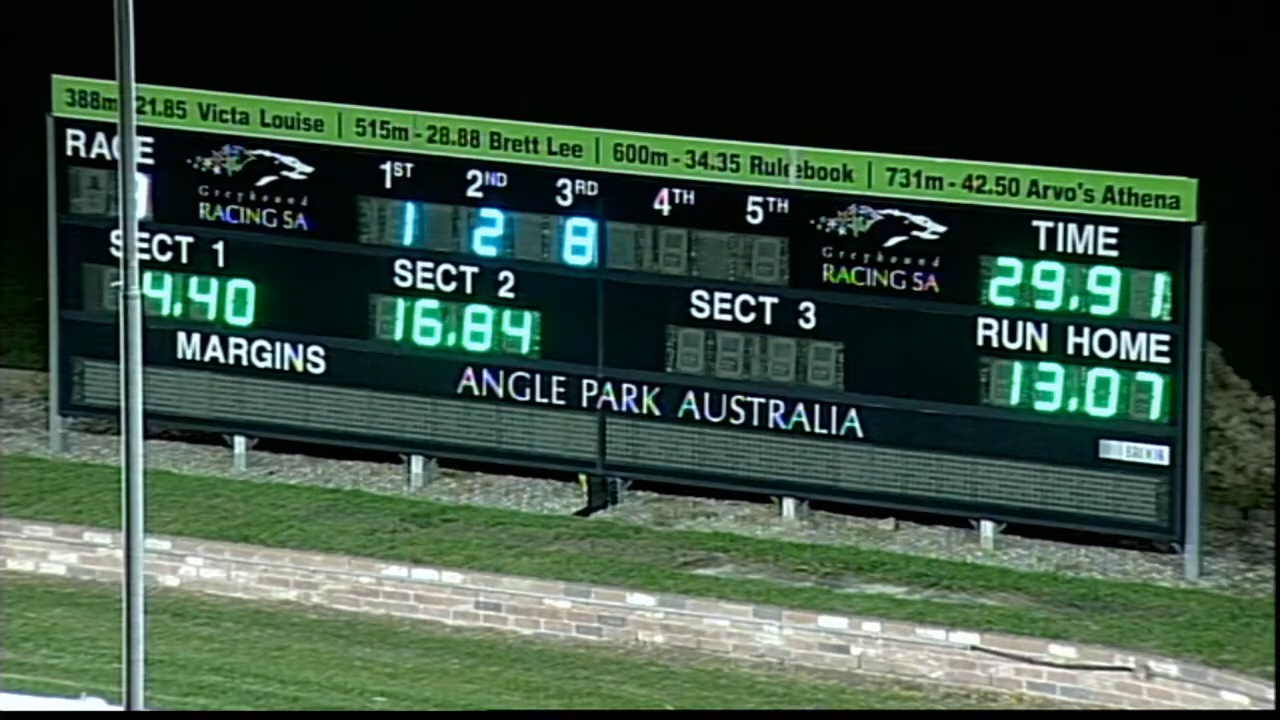 388m 21.85 Victa Louise | 515m - 28.88 Brett Lee | 600m - 34.35 Rulebook | 731m - 42.50 Arvo's Athena
RACE
Greyhound
RACING SA
1ST 2ND 3RD 4TH 5TH
1 2 8
Greyhound
RACING SA
TIME
29.91
SECT 1
4.40
SECT 2
16.84
SECT 3
RUN HOME
13.07
MARGINS
ANGLE PARK AUSTRALIA